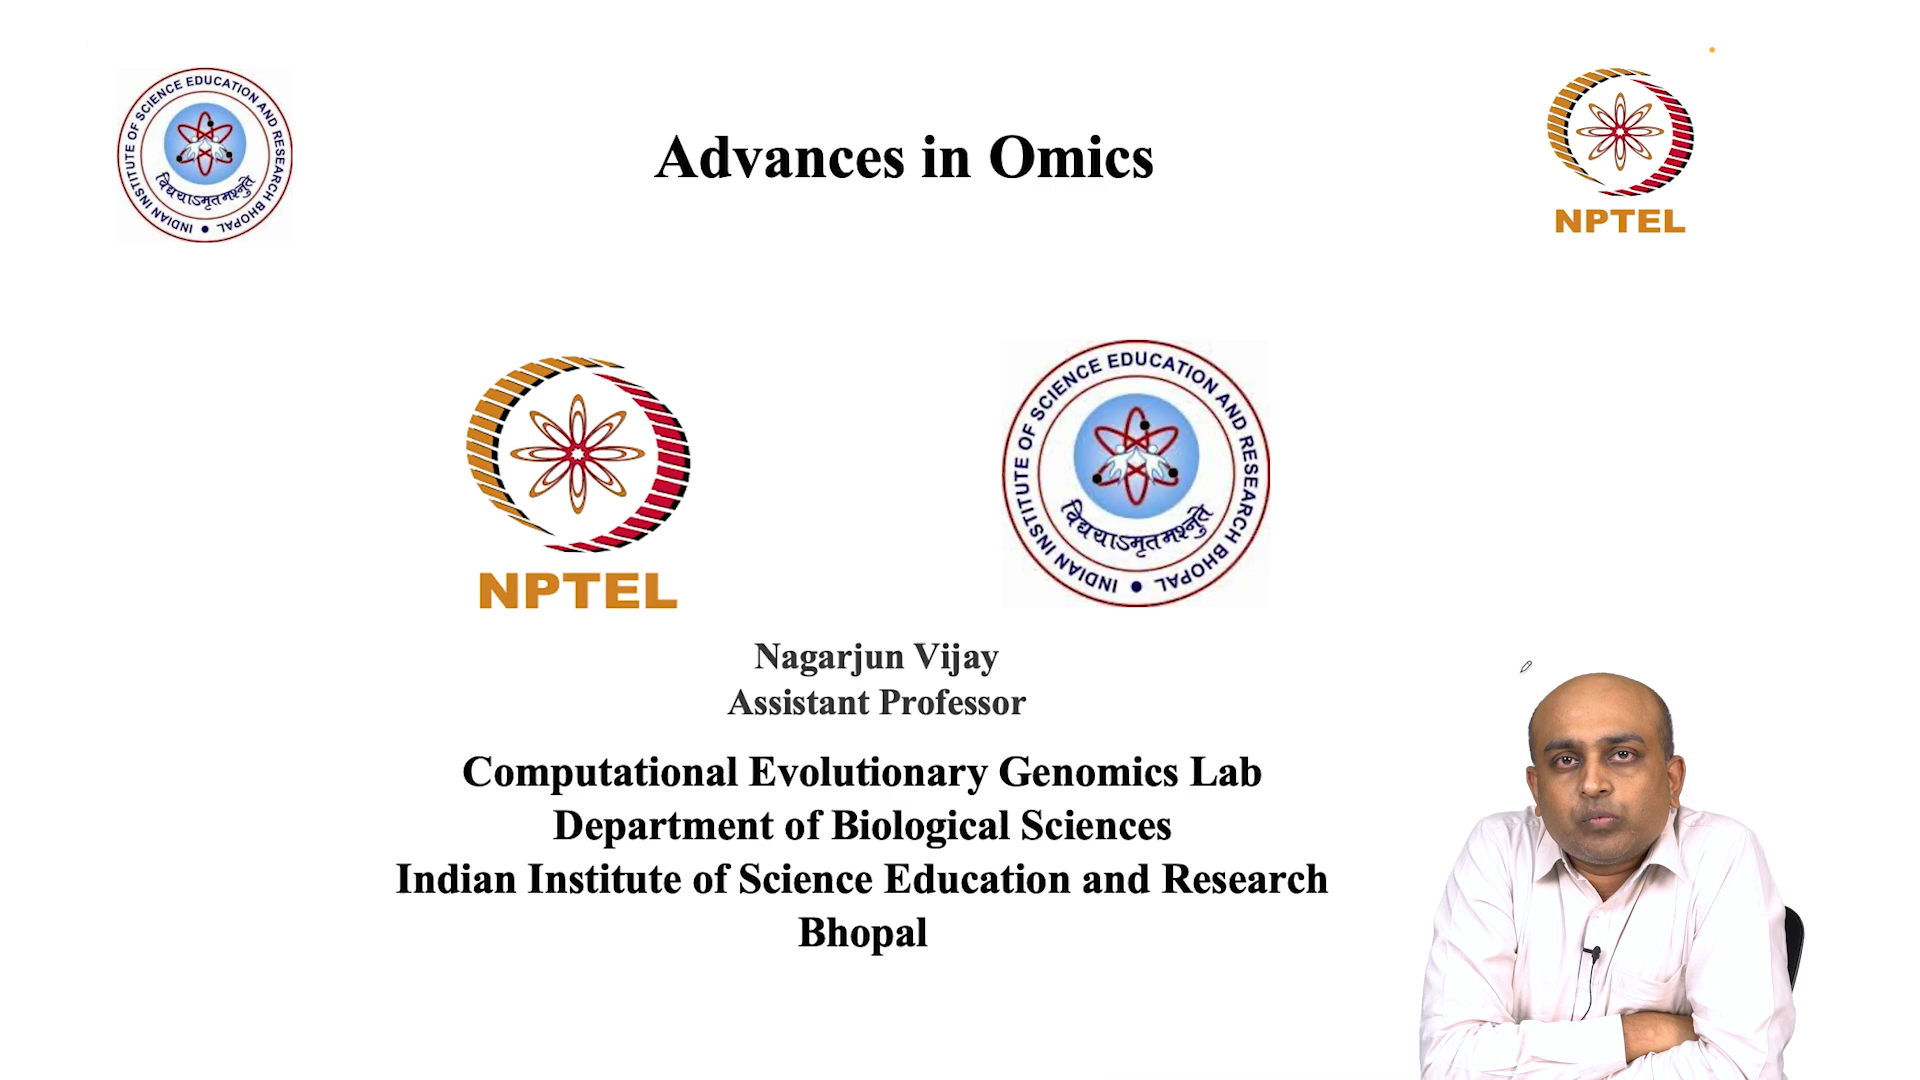 INDIAN INSTITUTE OF SCIENCE EDUCATION AND RESEARCH BHOPAL
विद्ययाऽमृतमश्नुते
Advances in Omics
NPTEL
NPTEL
INDIAN INSTITUTE OF SCIENCE EDUCATION AND RESEARCH BHOPAL
विद्ययाऽमृतमश्नुते
Nagarjun Vijay
Assistant Professor
Computational Evolutionary Genomics Lab
Department of Biological Sciences
Indian Institute of Science Education and Research
Bhopal